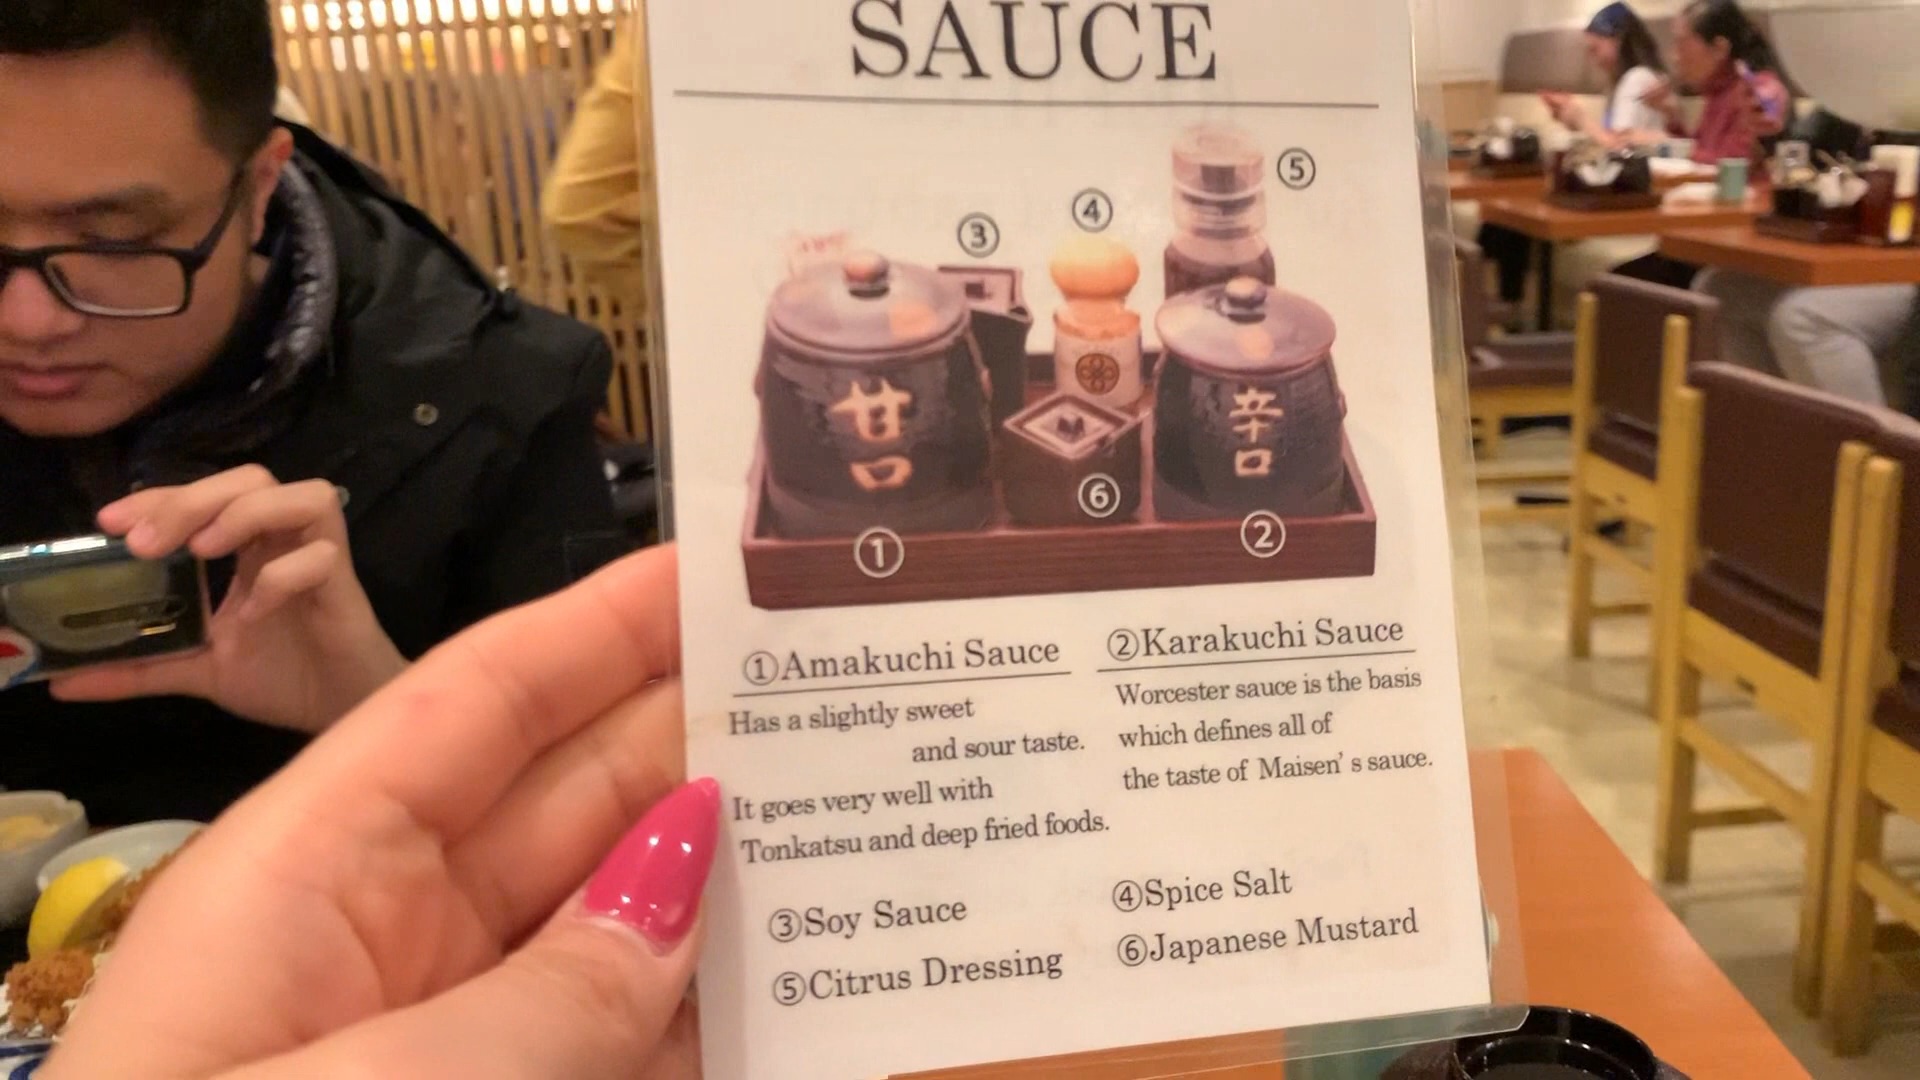 SAUCE
⑤
④
③
甘口
辛口
⑥
①
②
①Amakuchi Sauce
Has a slightly sweet
and sour taste.
It goes very well with
Tonkatsu and deep fried foods.
②Karakuchi Sauce
Worcester sauce is the basis
which defines all of
the taste of Maisen's sauce.
③Soy Sauce
④Spice Salt
⑤Citrus Dressing
⑥Japanese Mustard